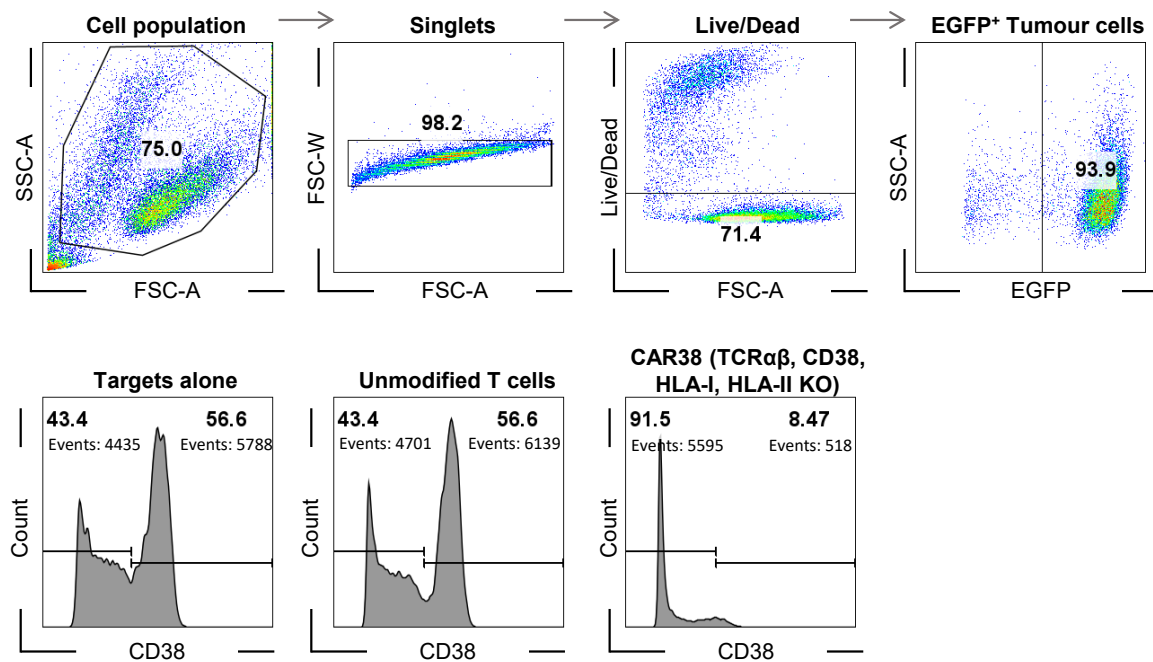 Cell population
Singlets
Live/Dead
EGFP⁺ Tumour cells
SSC-A
75.0
FSC-A
FSC-W
98.2
FSC-A
Live/Dead
71.4
FSC-A
SSC-A
93.9
EGFP
Targets alone
Unmodified T cells
CAR38 (TCRαβ, CD38,
HLA-I, HLA-II KO)
Count
43.4 56.6
Events: 4435 Events: 5788
CD38
Count
43.4 56.6
Events: 4701 Events: 6139
CD38
Count
91.5 8.47
Events: 5595 Events: 518
CD38